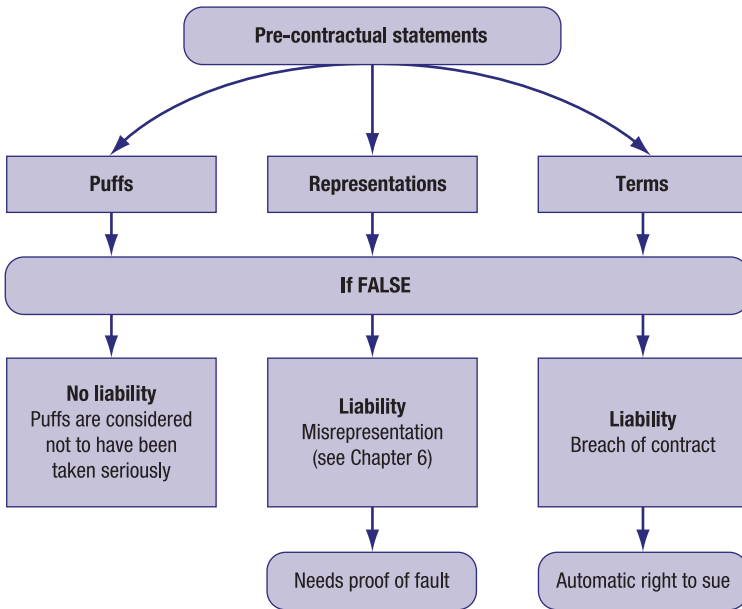 Pre-contractual statements
Puffs
Representations
Terms
If FALSE
No liability
Puffs are considered
not to have been
taken seriously
Liability
Misrepresentation
(see Chapter 6)
Liability
Breach of contract
Needs proof of fault
Automatic right to sue